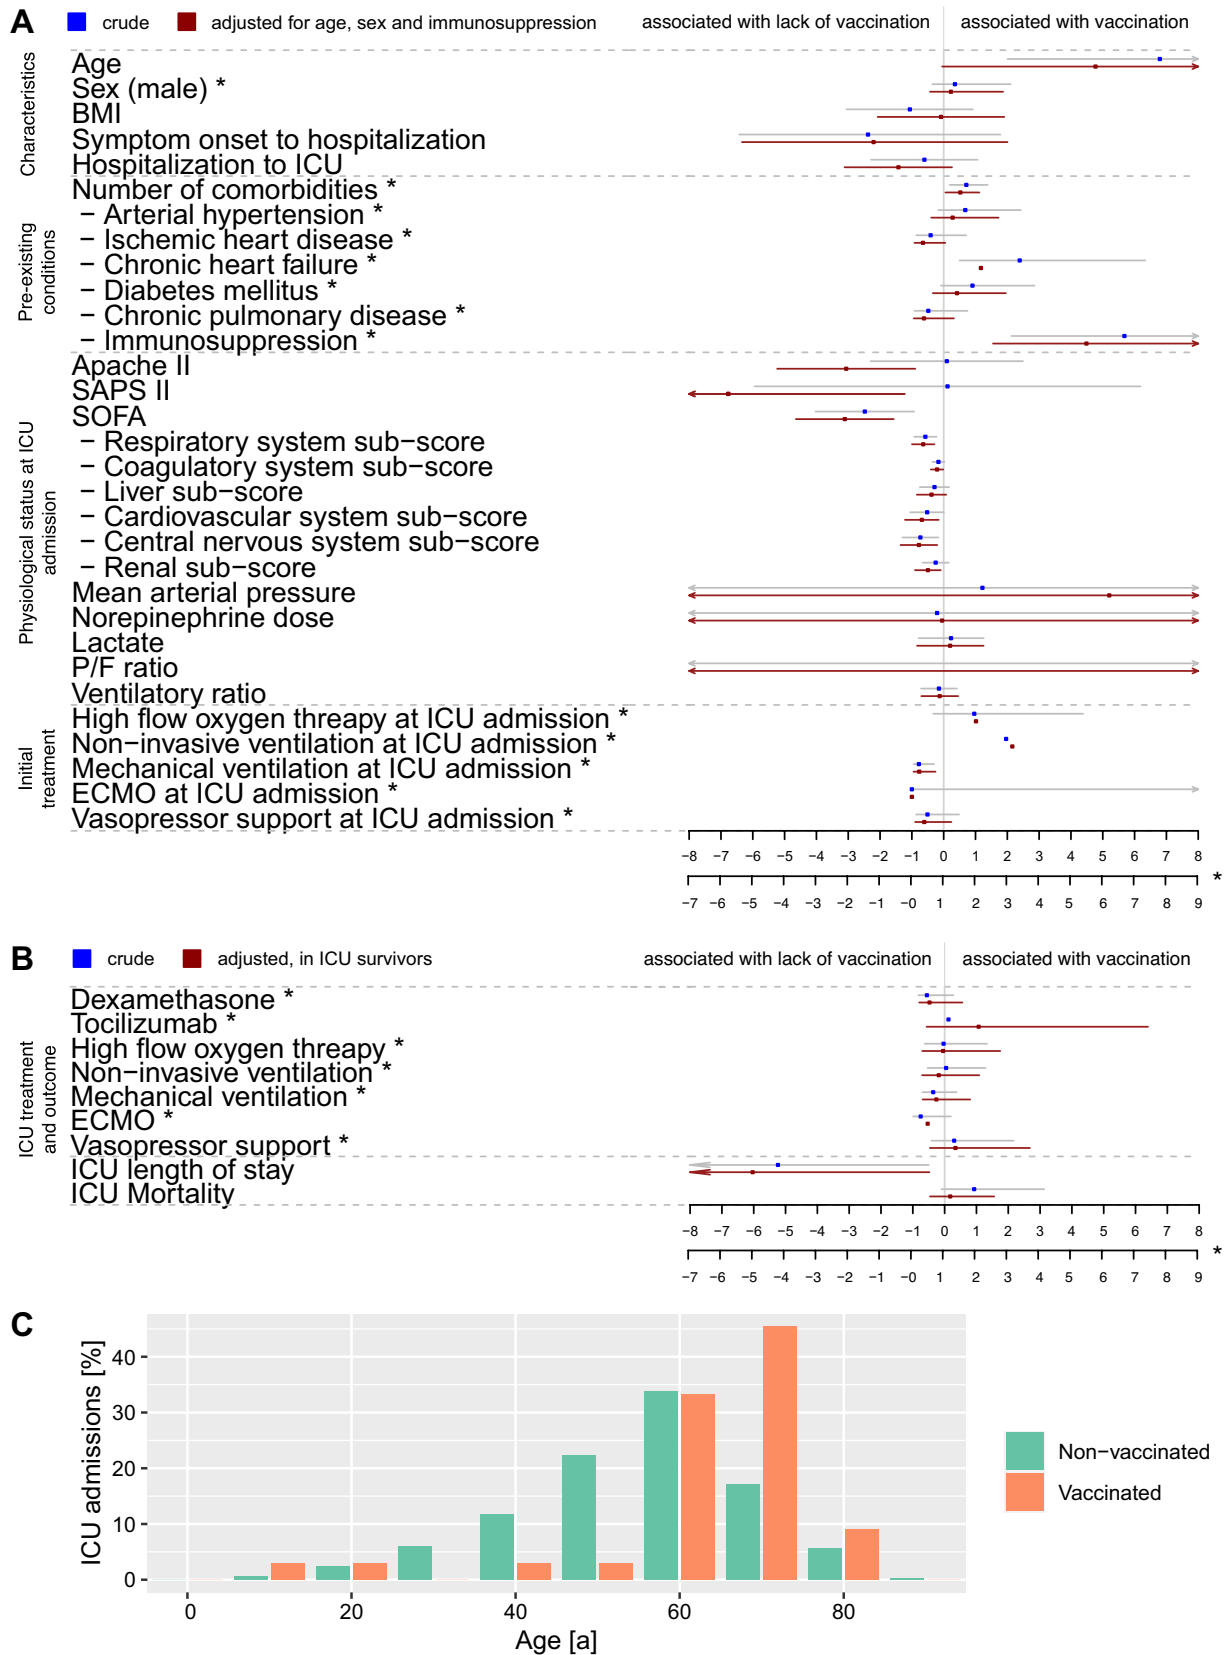 A
crude
adjusted for age, sex and immunosuppression
associated with lack of vaccination
associated with vaccination
Characteristics
Age
Sex (male) *
BMI
Symptom onset to hospitalization
Hospitalization to ICU
Pre-existing
conditions
Number of comorbidities *
− Arterial hypertension *
− Ischemic heart disease *
− Chronic heart failure *
− Diabetes mellitus *
− Chronic pulmonary disease *
− Immunosuppression *
Physiological status at ICU
admission
Apache II
SAPS II
SOFA
− Respiratory system sub−score
− Coagulatory system sub−score
− Liver sub−score
− Cardiovascular system sub−score
− Central nervous system sub−score
− Renal sub−score
Mean arterial pressure
Norepinephrine dose
Lactate
P/F ratio
Ventilatory ratio
Initial
treatment
High flow oxygen threapy at ICU admission *
Non−invasive ventilation at ICU admission *
Mechanical ventilation at ICU admission *
ECMO at ICU admission *
Vasopressor support at ICU admission *
−8 −7 −6 −5 −4 −3 −2 −1 0 1 2 3 4 5 6 7 8
*
−7 −6 −5 −4 −3 −2 −1 −0 1 2 3 4 5 6 7 8 9
B
crude
adjusted, in ICU survivors
associated with lack of vaccination
associated with vaccination
ICU treatment
and outcome
Dexamethasone *
Tocilizumab *
High flow oxygen threapy *
Non−invasive ventilation *
Mechanical ventilation *
ECMO *
Vasopressor support *
ICU length of stay
ICU Mortality
−8 −7 −6 −5 −4 −3 −2 −1 0 1 2 3 4 5 6 7 8
*
−7 −6 −5 −4 −3 −2 −1 −0 1 2 3 4 5 6 7 8 9
C
ICU admissions [%]
40
30
20
10
0
0 20 40 60 80
Age [a]
Non−vaccinated
Vaccinated